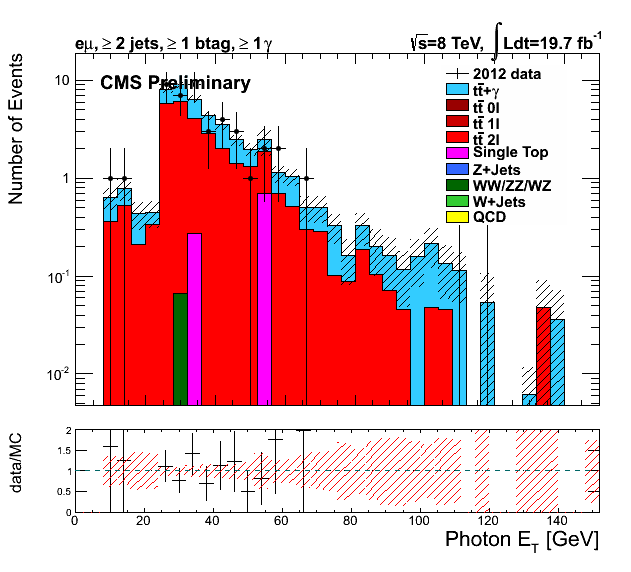 eμ, ≥ 2 jets, ≥ 1 btag, ≥ 1 γ
√s=8 TeV, ∫ Ldt=19.7 fb⁻¹
CMS Preliminary
2012 data
tt̄+γ
tt̄ 0l
tt̄ 1l
tt̄ 2l
Single Top
Z+Jets
WW/ZZ/WZ
W+Jets
QCD
Number of Events
10
1
10⁻¹
10⁻²
data/MC
2
1.5
1
0.5
0
0 20 40 60 80 100 120 140
Photon E_T [GeV]